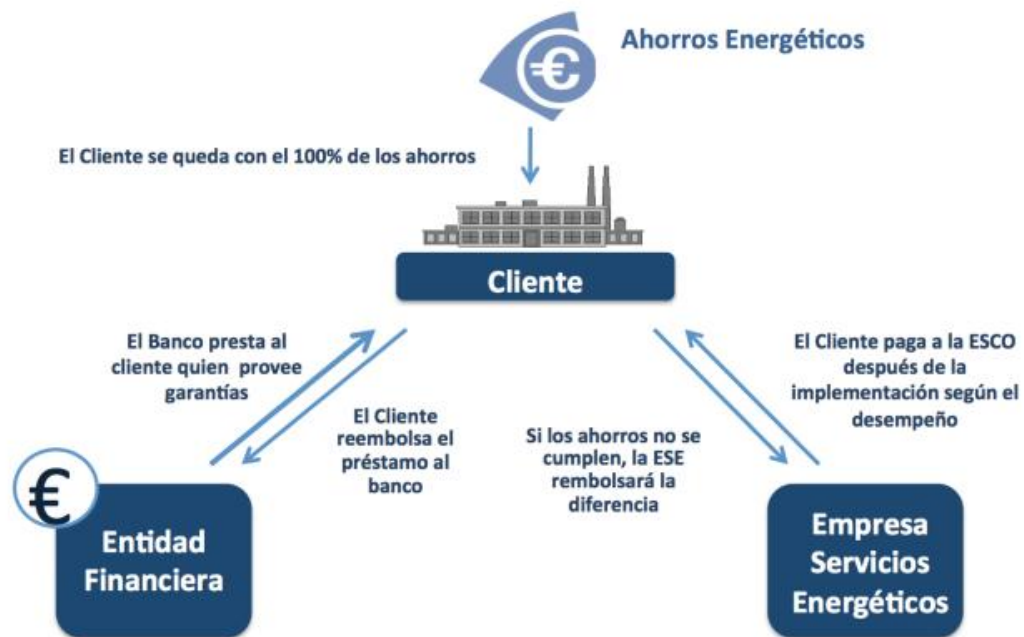 Ahorros Energéticos
€
El Cliente se queda con el 100% de los ahorros
Cliente
El Banco presta al
cliente quien provee
garantías
El Cliente
reembolsa el
préstamo al
banco
Si los ahorros no se
cumplen, la ESE
rembolsará la
diferencia
El Cliente paga a la ESCO
después de la
implementación según el
desempeño
€
Entidad
Financiera
Empresa
Servicios
Energéticos